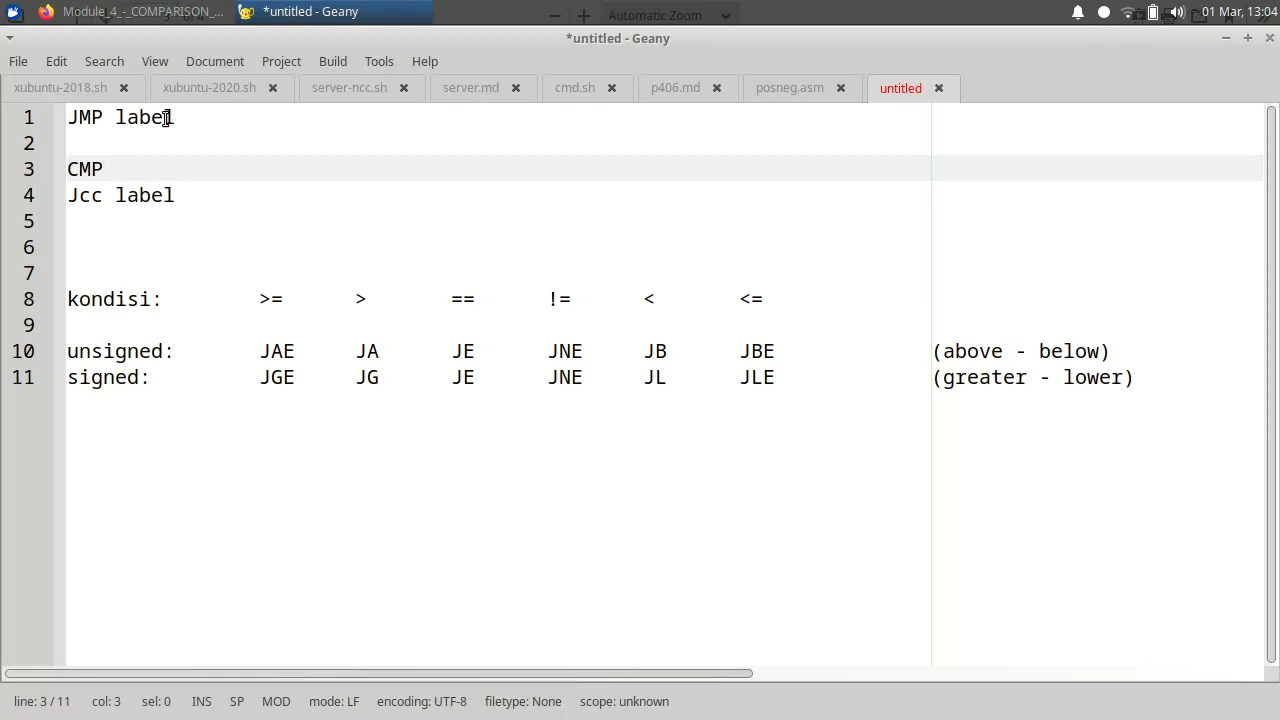 Module_4_-_COMPARISON_... *untitled - Geany Automatic Zoom 01 Mar, 13:04
*untitled - Geany
File Edit Search View Document Project Build Tools Help
xubuntu-2018.sh xubuntu-2020.sh server-ncc.sh server.md cmd.sh p406.md posneg.asm untitled
1 JMP label
2
3 CMP
4 Jcc label
5
6
7
8 kondisi: >= > == != < <=
9
10 unsigned: JAE JA JE JNE JB JBE (above - below)
11 signed: JGE JG JE JNE JL JLE (greater - lower)
line: 3 / 11 col: 3 sel: 0 INS SP MOD mode: LF encoding: UTF-8 filetype: None scope: unknown